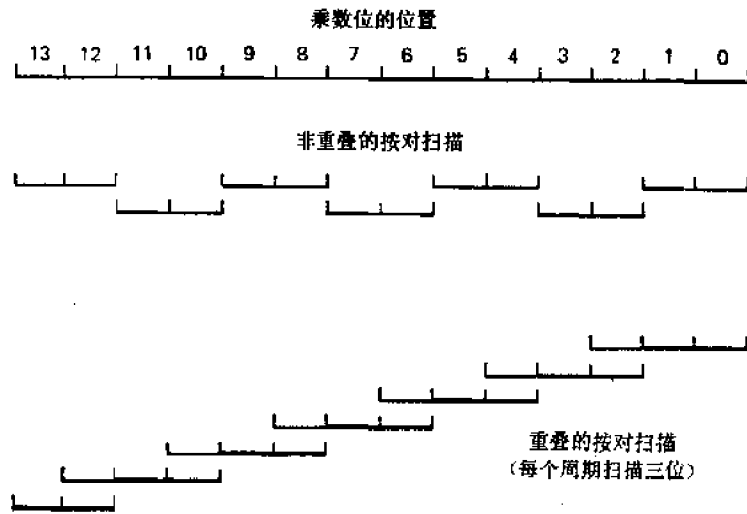 乘数位的位置
13 12 11 10 9 8 7 6 5 4 3 2 1 0
非重叠的按对扫描
重叠的按对扫描
(每个周期扫描三位)